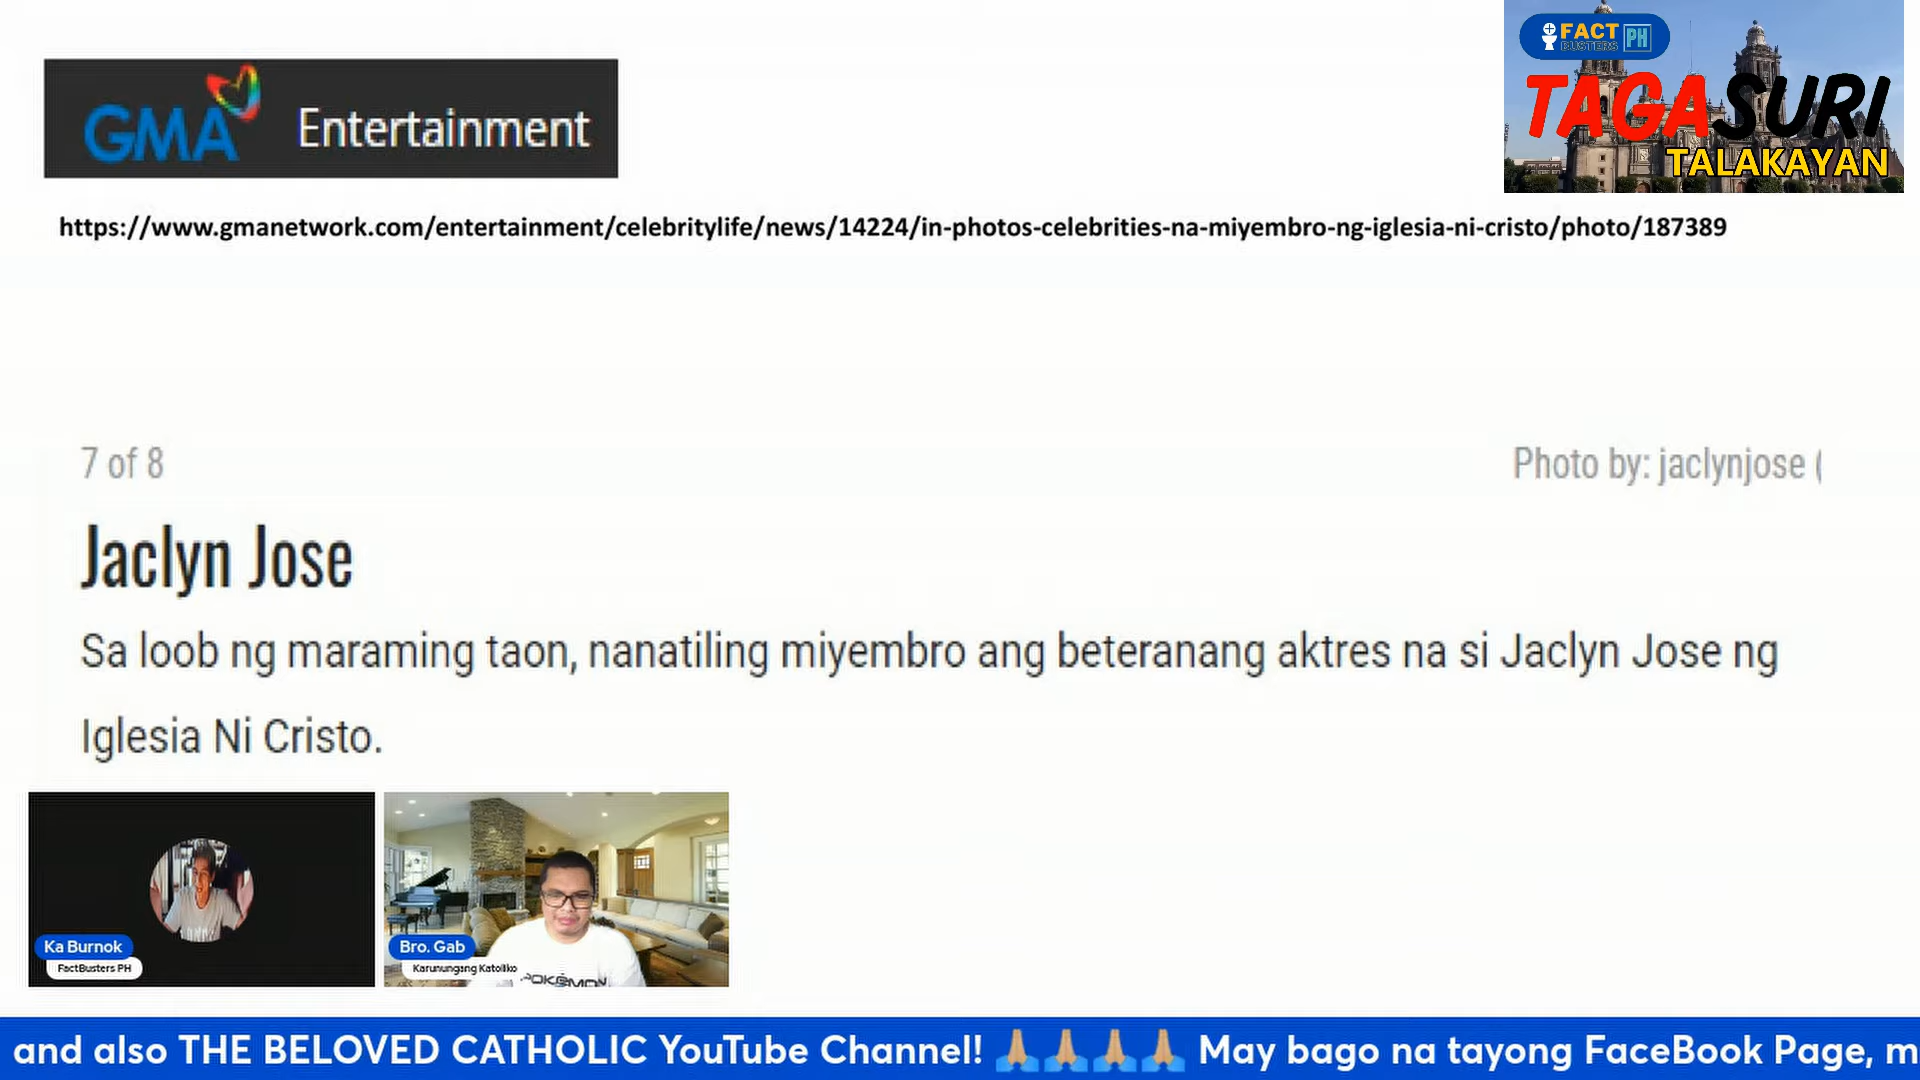 GMA Entertainment
FACT
BUSTERS PH
TAGASURI
TALAKAYAN
https://www.gmanetwork.com/entertainment/celebritylife/news/14224/in-photos-celebrities-na-miyembro-ng-iglesia-ni-cristo/photo/187389
7 of 8
Photo by: jaclynjose (
Jaclyn Jose
Sa loob ng maraming taon, nanatiling miyembro ang beteranang aktres na si Jaclyn Jose ng
Iglesia Ni Cristo.
Ka Burnok
FactBusters PH
Bro. Gab
Karunungang Katoliko
POKÉMON
and also THE BELOVED CATHOLIC YouTube Channel! 🙏🙏🙏🙏 May bago na tayong FaceBook Page, m